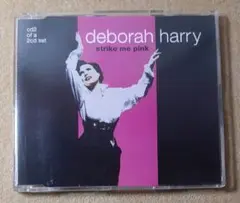 cd2
of a
2cd set
deborah harry
strike me pink